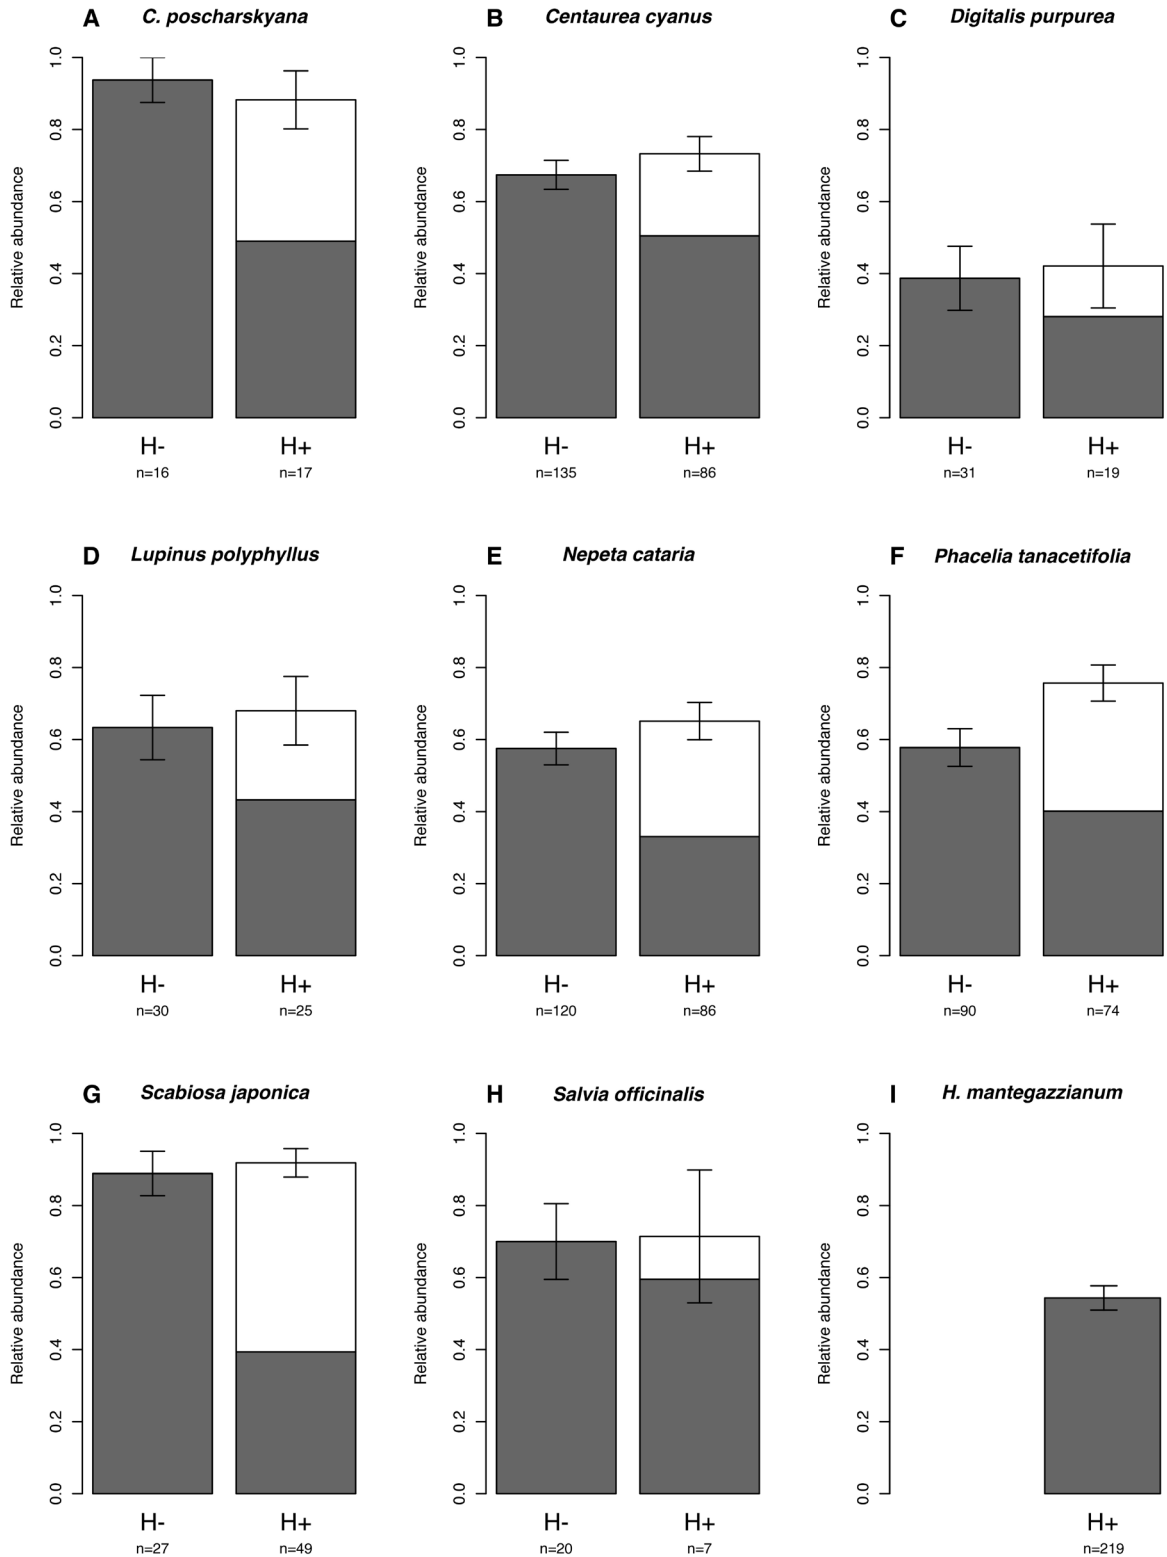 A C. poscharskyana
1.0
0.8
0.6
0.4
0.2
0.0
Relative abundance
H- H+
n=16 n=17
B Centaurea cyanus
1.0
0.8
0.6
0.4
0.2
0.0
Relative abundance
H- H+
n=135 n=86
C Digitalis purpurea
1.0
0.8
0.6
0.4
0.2
0.0
Relative abundance
H- H+
n=31 n=19
D Lupinus polyphyllus
1.0
0.8
0.6
0.4
0.2
0.0
Relative abundance
H- H+
n=30 n=25
E Nepeta cataria
1.0
0.8
0.6
0.4
0.2
0.0
Relative abundance
H- H+
n=120 n=86
F Phacelia tanacetifolia
1.0
0.8
0.6
0.4
0.2
0.0
Relative abundance
H- H+
n=90 n=74
G Scabiosa japonica
1.0
0.8
0.6
0.4
0.2
0.0
Relative abundance
H- H+
n=27 n=49
H Salvia officinalis
1.0
0.8
0.6
0.4
0.2
0.0
Relative abundance
H- H+
n=20 n=7
I H. mantegazzianum
1.0
0.8
0.6
0.4
0.2
0.0
Relative abundance
H+
n=219